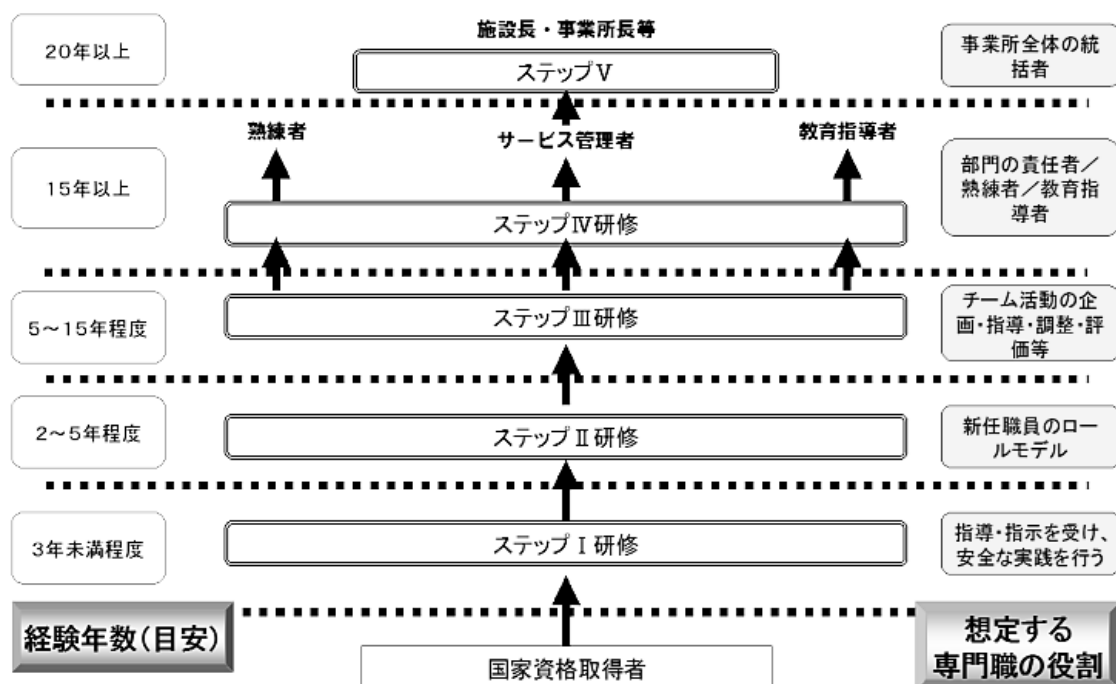 施設長・事業所長等
20年以上
ステップⅤ
事業所全体の統
括者
熟練者
サービス管理者
教育指導者
15年以上
部門の責任者／
熟練者／教育指
導者
ステップⅣ研修
5～15年程度
ステップⅢ研修
チーム活動の企
画・指導・調整・評
価等
2～5年程度
ステップⅡ研修
新任職員のロー
ルモデル
3年未満程度
ステップⅠ研修
指導・指示を受け、
安全な実践を行う
経験年数(目安)
想定する
専門職の役割
国家資格取得者